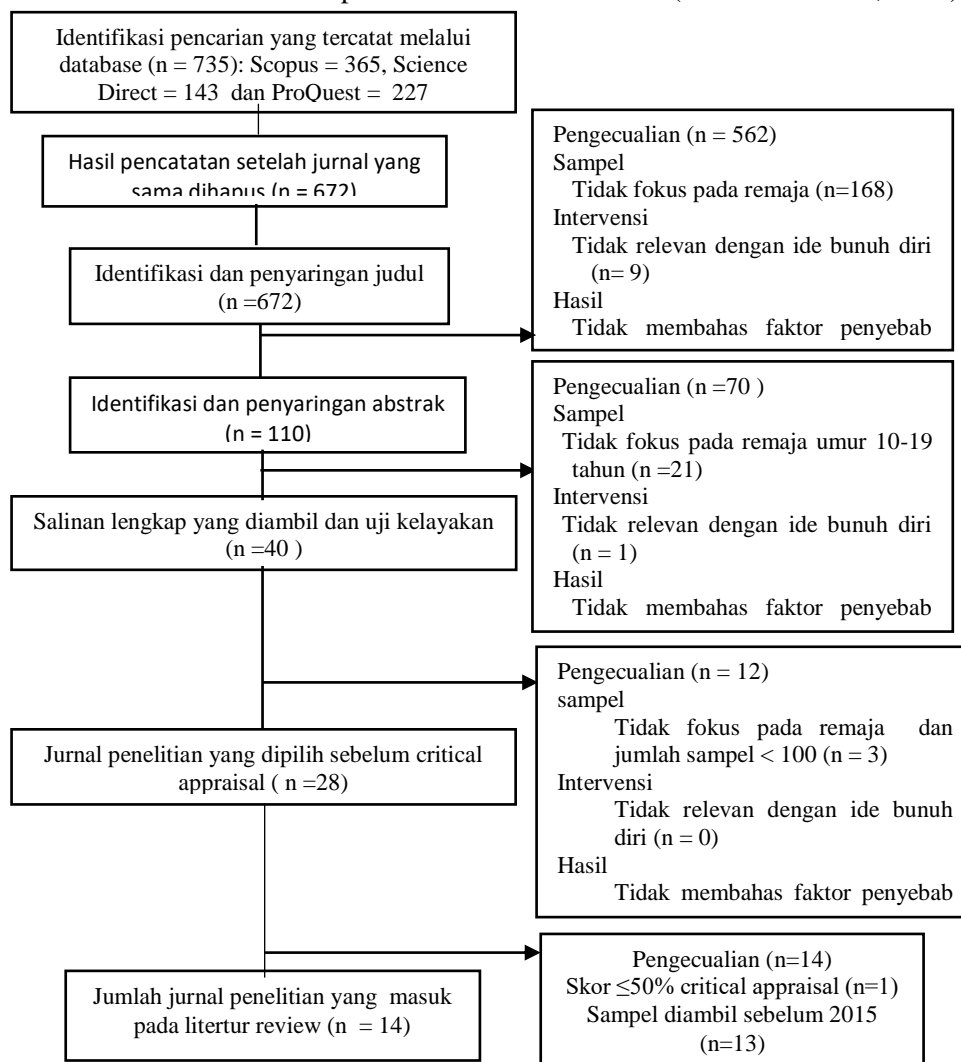 Identifikasi pencarian yang tercatat melalui
database (n = 735): Scopus = 365, Science
Direct = 143 dan ProQuest = 227
Hasil pencatatan setelah jurnal yang
sama dihapus (n = 672)
Pengecualian (n = 562)
Sampel
Tidak fokus pada remaja (n=168)
Intervensi
Tidak relevan dengan ide bunuh diri
(n= 9)
Hasil
Tidak membahas faktor penyebab
Identifikasi dan penyaringan judul
(n =672)
Identifikasi dan penyaringan abstrak
(n = 110)
Pengecualian (n =70 )
Sampel
Tidak fokus pada remaja umur 10-19
tahun (n =21)
Intervensi
Tidak relevan dengan ide bunuh diri
(n = 1)
Hasil
Tidak membahas faktor penyebab
Salinan lengkap yang diambil dan uji kelayakan
(n =40 )
Pengecualian (n = 12)
sampel
Tidak fokus pada remaja dan
jumlah sampel < 100 (n = 3)
Intervensi
Tidak relevan dengan ide bunuh
diri (n = 0)
Hasil
Tidak membahas faktor penyebab
Jurnal penelitian yang dipilih sebelum critical
appraisal ( n =28)
Pengecualian (n=14)
Skor ≤50% critical appraisal (n=1)
Sampel diambil sebelum 2015
(n=13)
Jumlah jurnal penelitian yang masuk
pada litertur review (n = 14)